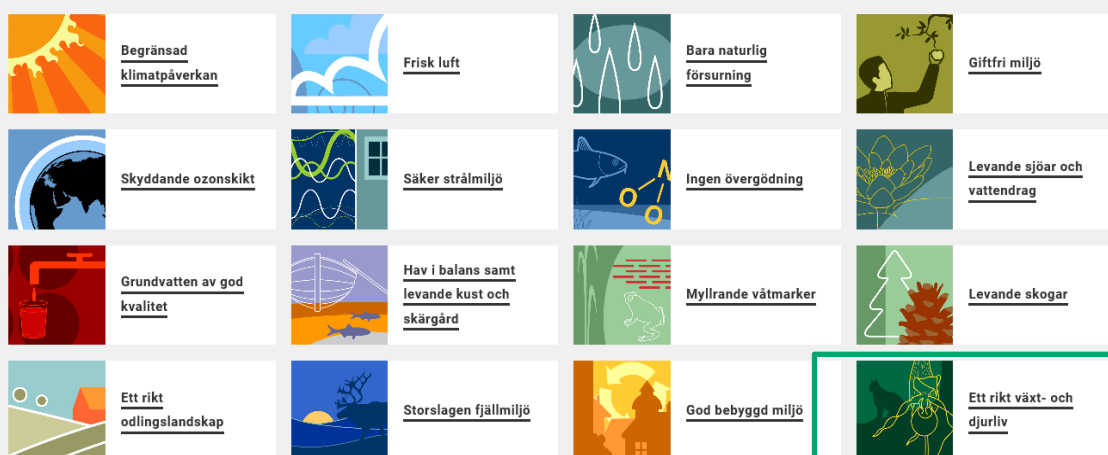 Begränsad
klimatpåverkan
Frisk luft
Bara naturlig
försurning
Giftfri miljö
Skyddande ozonskikt
Säker strålmiljö
N
O
O
Ingen övergödning
Levande sjöar och
vattendrag
Grundvatten av god
kvalitet
Hav i balans samt
levande kust och
skärgård
Myllrande våtmarker
Levande skogar
Ett rikt
odlingslandskap
Storslagen fjällmiljö
God bebyggd miljö
Ett rikt växt- och
djurliv